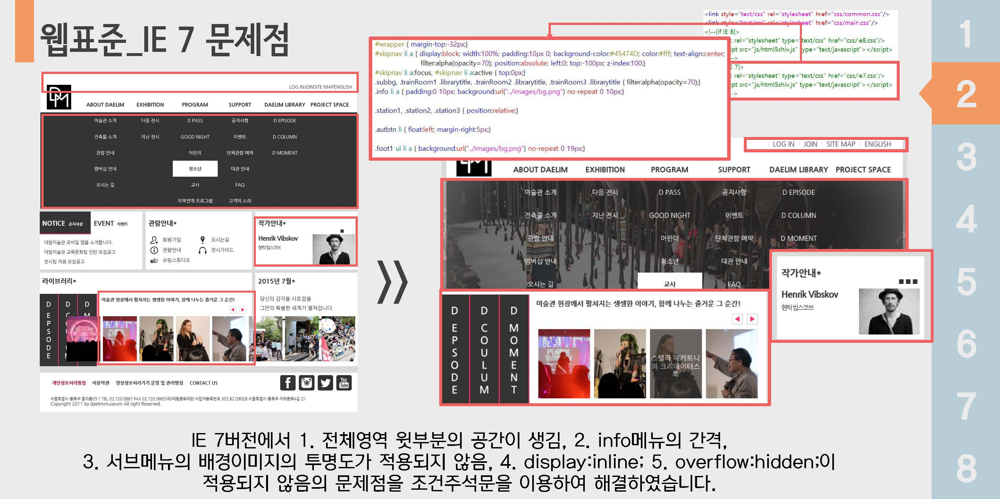 웹표준_IE 7 문제점
<link style="text/css" rel="stylesheet" href="css/common.css"/>
<link style="text/css" rel="stylesheet" href="css/main.css"/>
<!--[if IE 8]>
rel="stylesheet" type="text/css" href="css/ie8.css"/>
ipt src="js/html5shiv.js" type="text/javascript"></script>
-->
E 7]>
rel="stylesheet" type="text/css" href="css/ie7.css"/>
ipt src="js/html5shiv.js" type="text/javascript"></script>
-->
#wrapper { margin-top:-32px;}
#skipnav li a { display:block; width:100%; padding:10px 0; background-color:#45474D; color:#fff; text-align:center;
filter:alpha(opacity=70); position:absolute; left:0; top:-100px; z-index:100;}
#skipnav li a:focus, #skipnav li a:active { top:0px;}
.subbg, .trainRoom1 .librarytitle, .trainRoom2 .librarytitle, .trainRoom3 .librarytitle { filter:alpha(opacity=70);}
.info li a { padding:0 10px; background:url("../images/bg.png") no-repeat 0 10px;}
.station1, .station2, .station3 { position:relative;}
.autbtn li { float:left; margin-right:5px;}
.foot1 ul li a { background:url("../images/bg.png") no-repeat 0 19px;}
LOG INJOINSITE MAPENGLISH
DM
ABOUT DAELIM EXHIBITION PROGRAM SUPPORT DAELIM LIBRARY PROJECT SPACE
미술관 소개 다음 전시 D PASS 공지사항 D EPISODE
건축물 소개 지난 전시 GOOD NIGHT 이벤트 D COLUMN
관람 안내 어린이 단체관람 예약 D MOMENT
멤버십 안내 청소년 대관 안내
오시는 길 교사 FAQ
지역연계 프로그램 고객의 소리
NOTICE 공지사항 EVENT 이벤트
대림미술관 모바일 앱을 소개합니다.
대림미술관 교육문화팀 인턴 모집공고
전시팀 직원 모집공고
관람안내*
회원가입 오시는길
관람안내 전시가이드
슈팅스튜디오
작가안내*
Henrik Vibskov
헨릭빕스코브
라이브러리*
D EPSODE
D
D M
미술관 현장에서 펼쳐지는 생생한 이야기, 함께 나누는 즐거운 그 순간!
COOL
BLOSSOM
2015년 7월*
당신의 감각을 사로잡을
그만의 특별한 세계가 펼쳐집니다.
개인정보처리방침 이용약관 영상정보처리기기 운영 및 관리방침 CONTACT US
f You Tube
서울특별시 종로구 통의동35-1 TEL 02.720.0667 FAX 02.720.0665(재)대림문화재단 사업자등록번호 305.82.09028 서울특별시 종로구 자하문로4길 21
Copyright 2011 by daelimmuseum All right Reserved.
LOG IN JOIN SITE MAP ENGLISH
ABOUT DAELIM EXHIBITION PROGRAM SUPPORT DAELIM LIBRARY PROJECT SPACE
미술관 소개 다음 전시 D PASS 공지사항 D EPISODE
건축물 소개 지난 전시 GOOD NIGHT 이벤트 D COLUMN
관람 안내 어린이 단체관람 예약 D MOMENT
멤버십 안내 청소년 대관 안내
오시는 길 교사 FAQ
작가안내*
Henrik Vibskov
헨릭빕스코브
D EPSODE
D COULUM
D MOMENT
미술관 현장에서 펼쳐지는 생생한 이야기, 함께 나누는 즐거운 그 순간!
스텔라 매카트니
의 크리에이터스
톡
IE 7버전에서 1. 전체영역 윗부분의 공간이 생김, 2. info메뉴의 간격,
3. 서브메뉴의 배경이미지의 투명도가 적용되지 않음, 4. display:inline; 5. overflow:hidden;이
적용되지 않음의 문제점을 조건주석문을 이용하여 해결하였습니다.
1
2
3
4
5
6
7
8